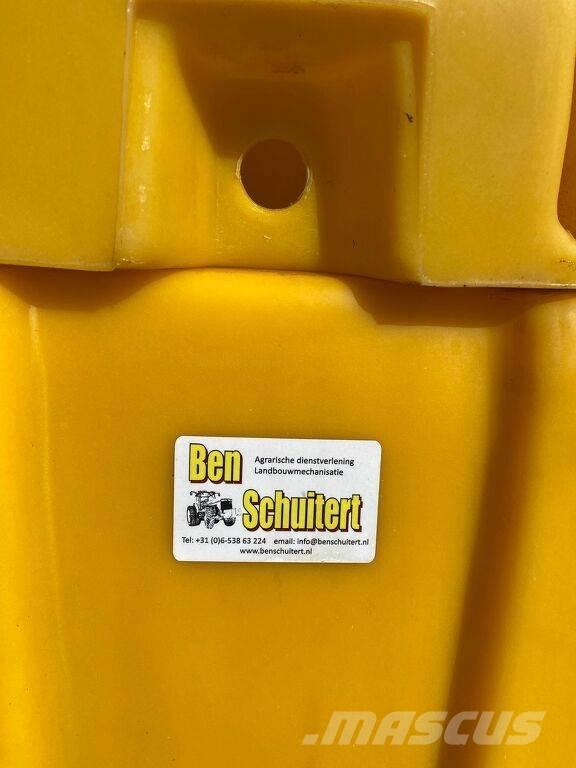 Ben
Agrarische dienstverlening
Landbouwmechanisatie
Schuitert
Tel: +31 (0)6-538 63 224 email: info@benschuitert.nl
www.benschuitert.nl
MASCUS